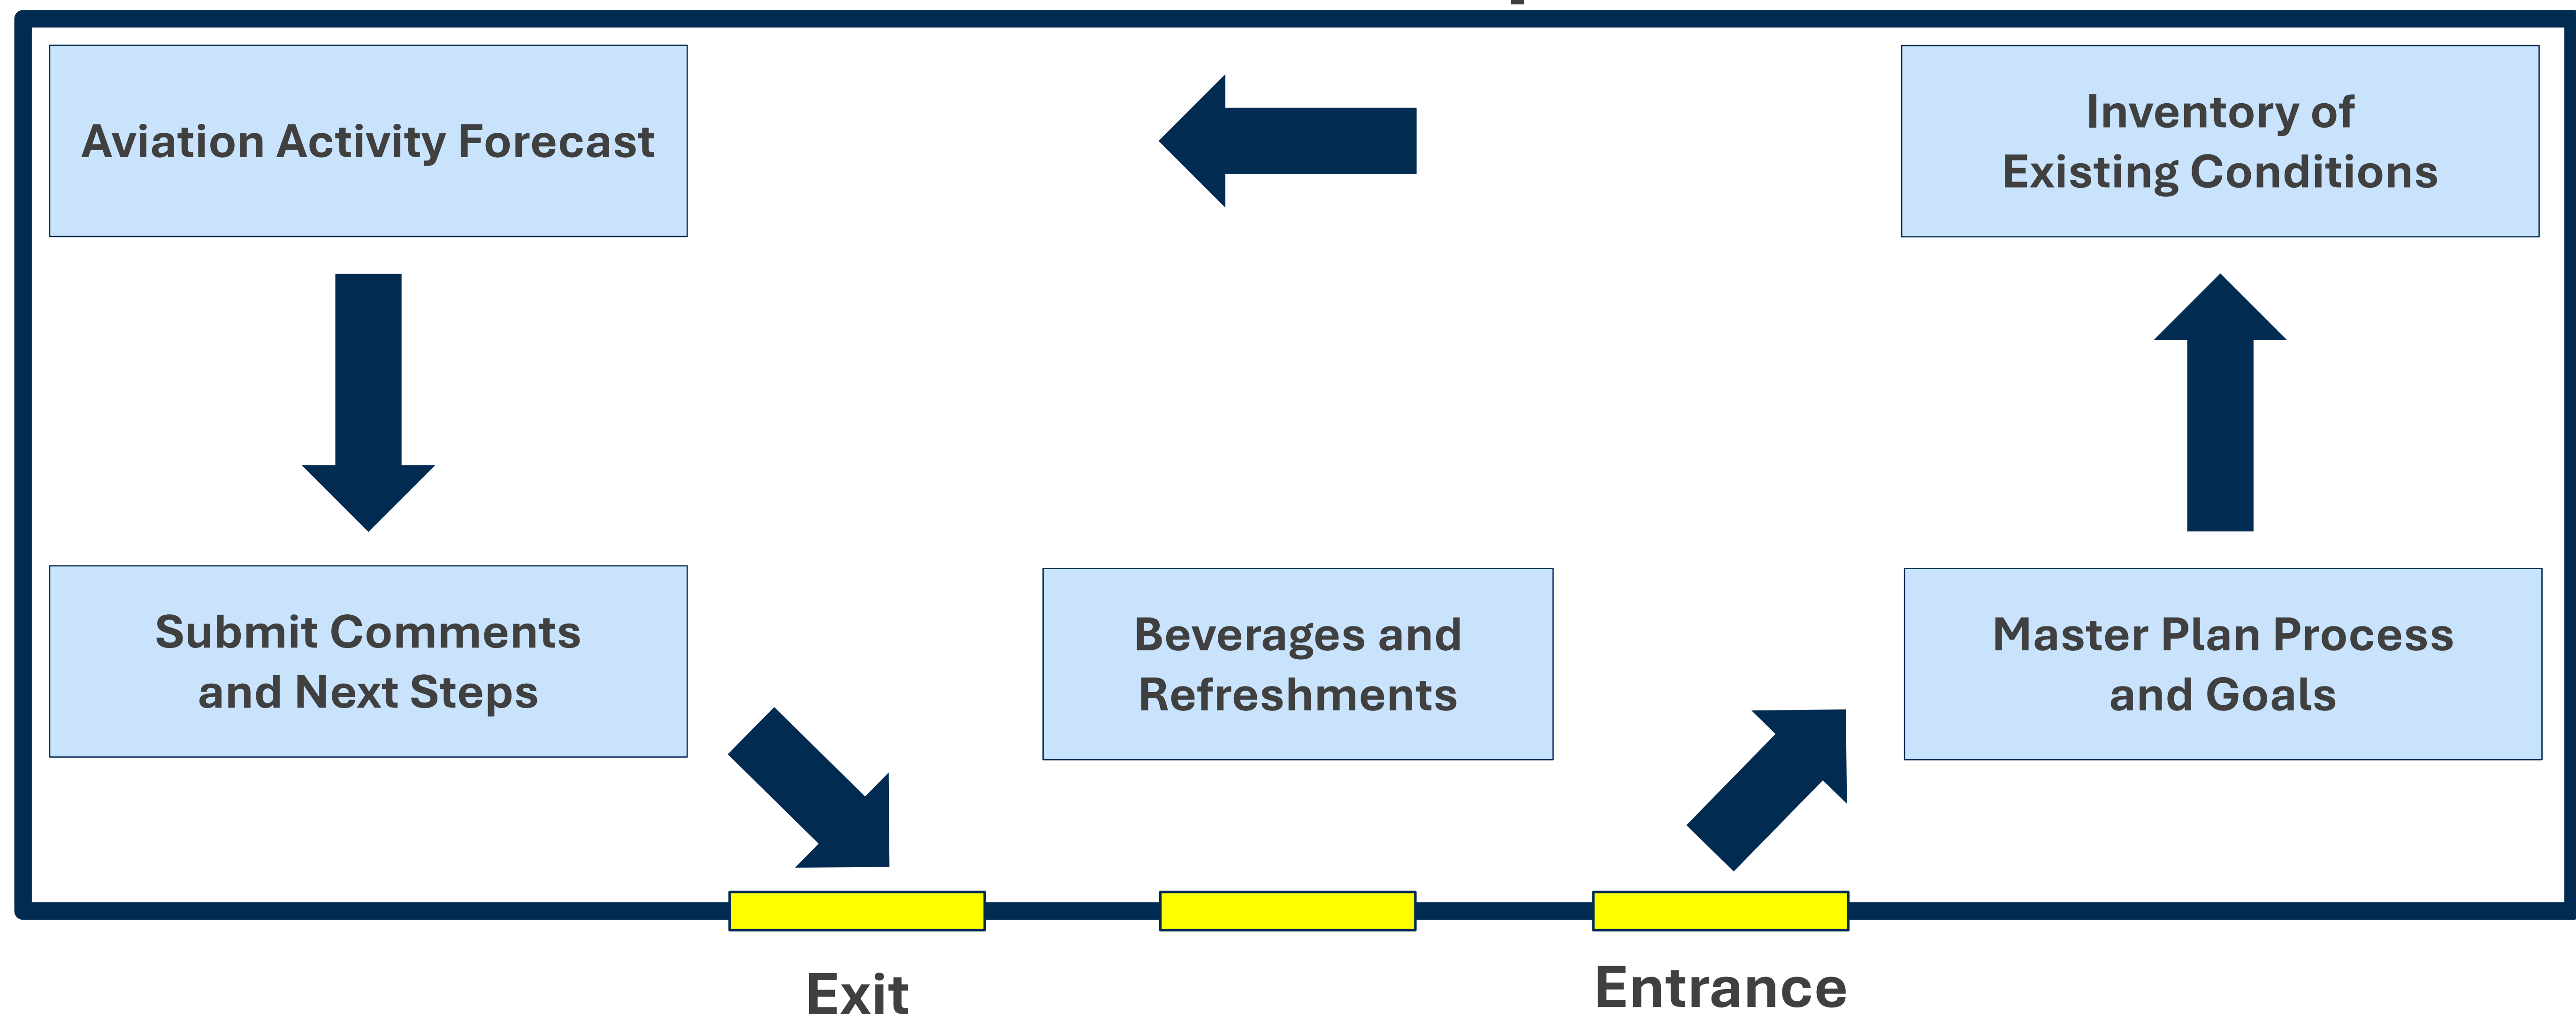 Aviation Activity Forecast
Inventory of
Existing Conditions
Submit Comments
and Next Steps
Beverages and
Refreshments
Master Plan Process
and Goals
Exit
Entrance